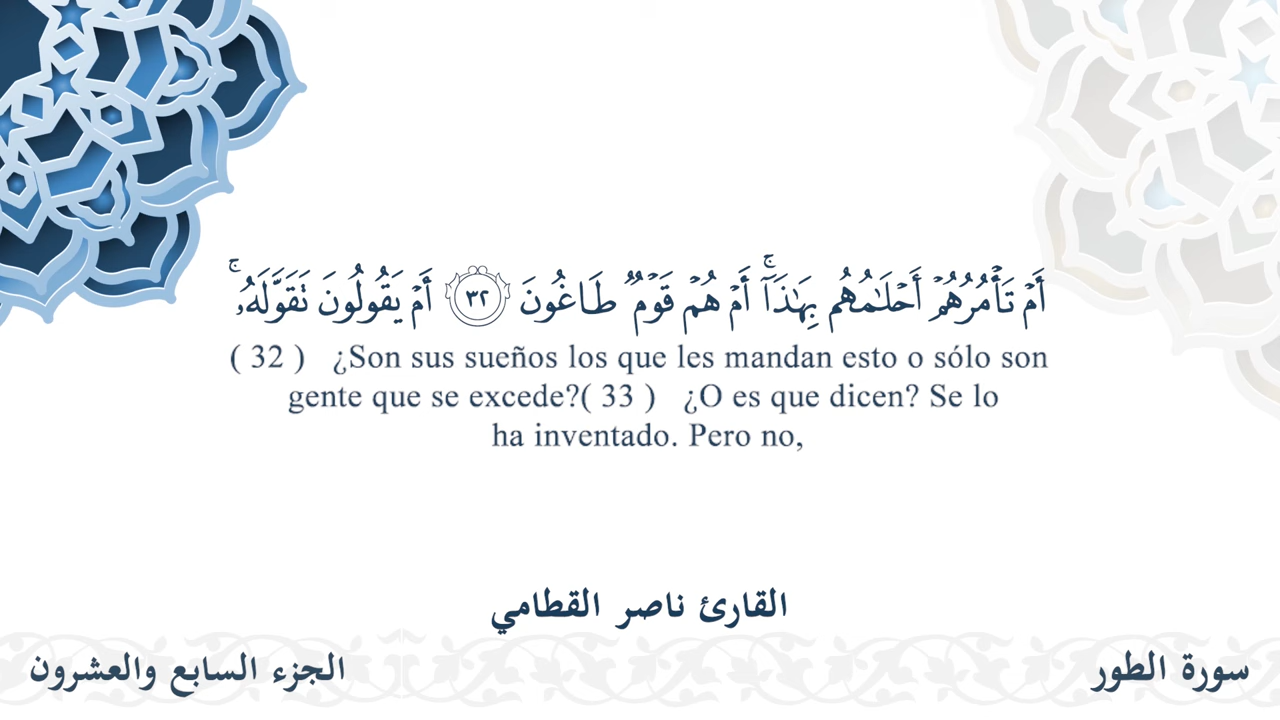 أَمْ تَأْمُرُهُمْ أَحْلَٰمُهُم بِهَٰذَآ ۚ أَمْ هُمْ قَوْمٌ طَاغُونَ ٣٢ أَمْ يَقُولُونَ تَقَوَّلَهُۥ ۚ
( 32 ) ¿Son sus sueños los que les mandan esto o sólo son
gente que se excede?( 33 ) ¿O es que dicen? Se lo
ha inventado. Pero no,
القارئ ناصر القطامي
سورة الطور
الجزء السابع والعشرون